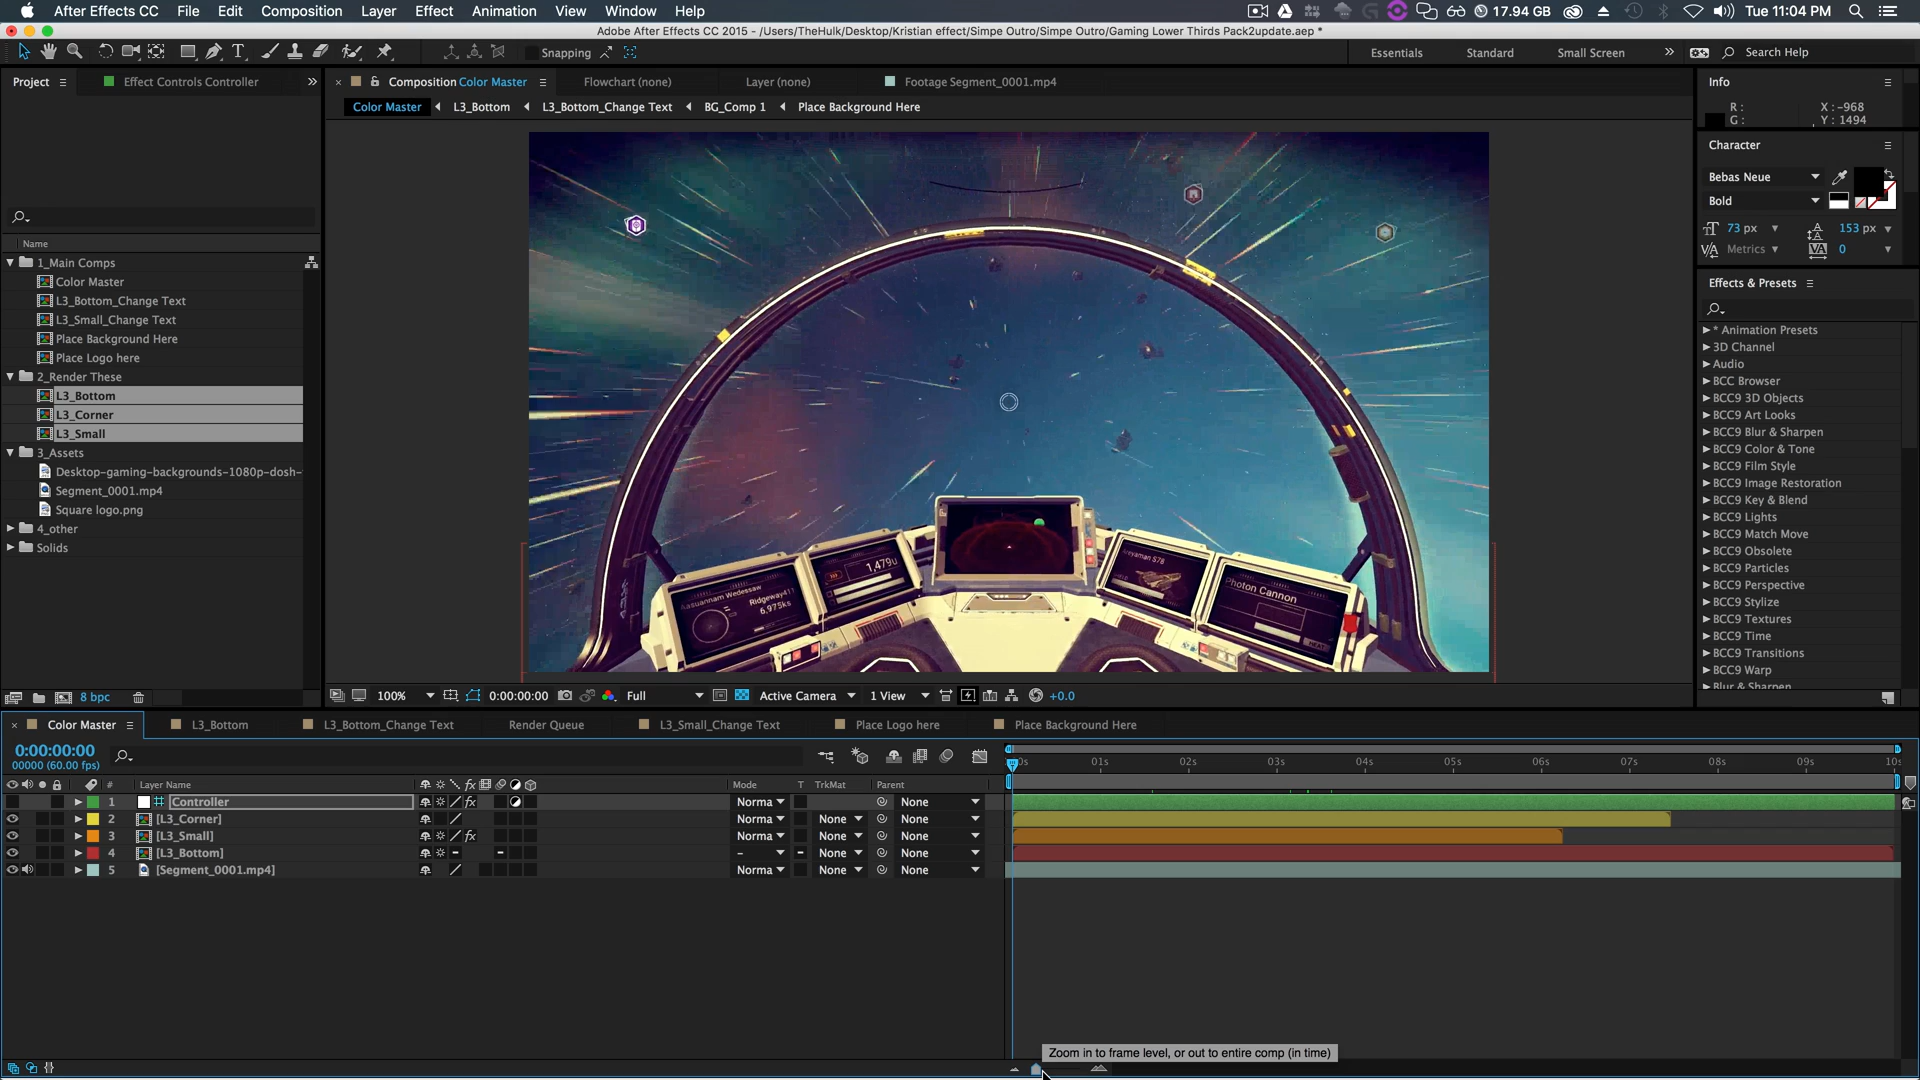 After Effects CC File Edit Composition Layer Effect Animation View Window Help 17.94 GB Tue 11:04 PM
Adobe After Effects CC 2015 - /Users/TheHulk/Desktop/Kristian effect/Simpe Outro/Simpe Outro/Gaming Lower Thirds Pack2update.aep *
Snapping Essentials Standard Small Screen Search Help
Project Effect Controls Controller Composition Color Master Flowchart (none) Layer (none) Footage Segment_0001.mp4
Color Master L3_Bottom L3_Bottom_Change Text BG_Comp 1 Place Background Here
Info
R : X : -968
G : Y : 1494
Character
Bebas Neue
Bold
73 px 153 px
Metrics 0
Effects & Presets
* Animation Presets
3D Channel
Audio
BCC Browser
BCC9 3D Objects
BCC9 Art Looks
BCC9 Blur & Sharpen
BCC9 Color & Tone
BCC9 Film Style
BCC9 Image Restoration
BCC9 Key & Blend
BCC9 Lights
BCC9 Match Move
BCC9 Obsolete
BCC9 Particles
BCC9 Perspective
BCC9 Stylize
BCC9 Textures
BCC9 Time
BCC9 Transitions
BCC9 Warp
Blur & Sharpen
Name
1_Main Comps
Color Master
L3_Bottom_Change Text
L3_Small_Change Text
Place Background Here
Place Logo here
2_Render These
L3_Bottom
L3_Corner
L3_Small
3_Assets
Desktop-gaming-backgrounds-1080p-dosh-
Segment_0001.mp4
Square logo.png
4_other
Solids
8 bpc
Ridgeway411
6,975ks
1,479u
Photon Cannon
100% 0:00:00:00 Full Active Camera 1 View +0.0
Color Master L3_Bottom L3_Bottom_Change Text Render Queue L3_Small_Change Text Place Logo here Place Background Here
0:00:00:00
00000 (60.00 fps)
01s 02s 03s 04s 05s 06s 07s 08s 09s
# Layer Name Mode T TrkMat Parent
1 Controller Norma None
2 [L3_Corner] Norma None None
3 [L3_Small] Norma None None
4 [L3_Bottom] - None None
5 [Segment_0001.mp4] Norma None None
Zoom in to frame level, or out to entire comp (in time)